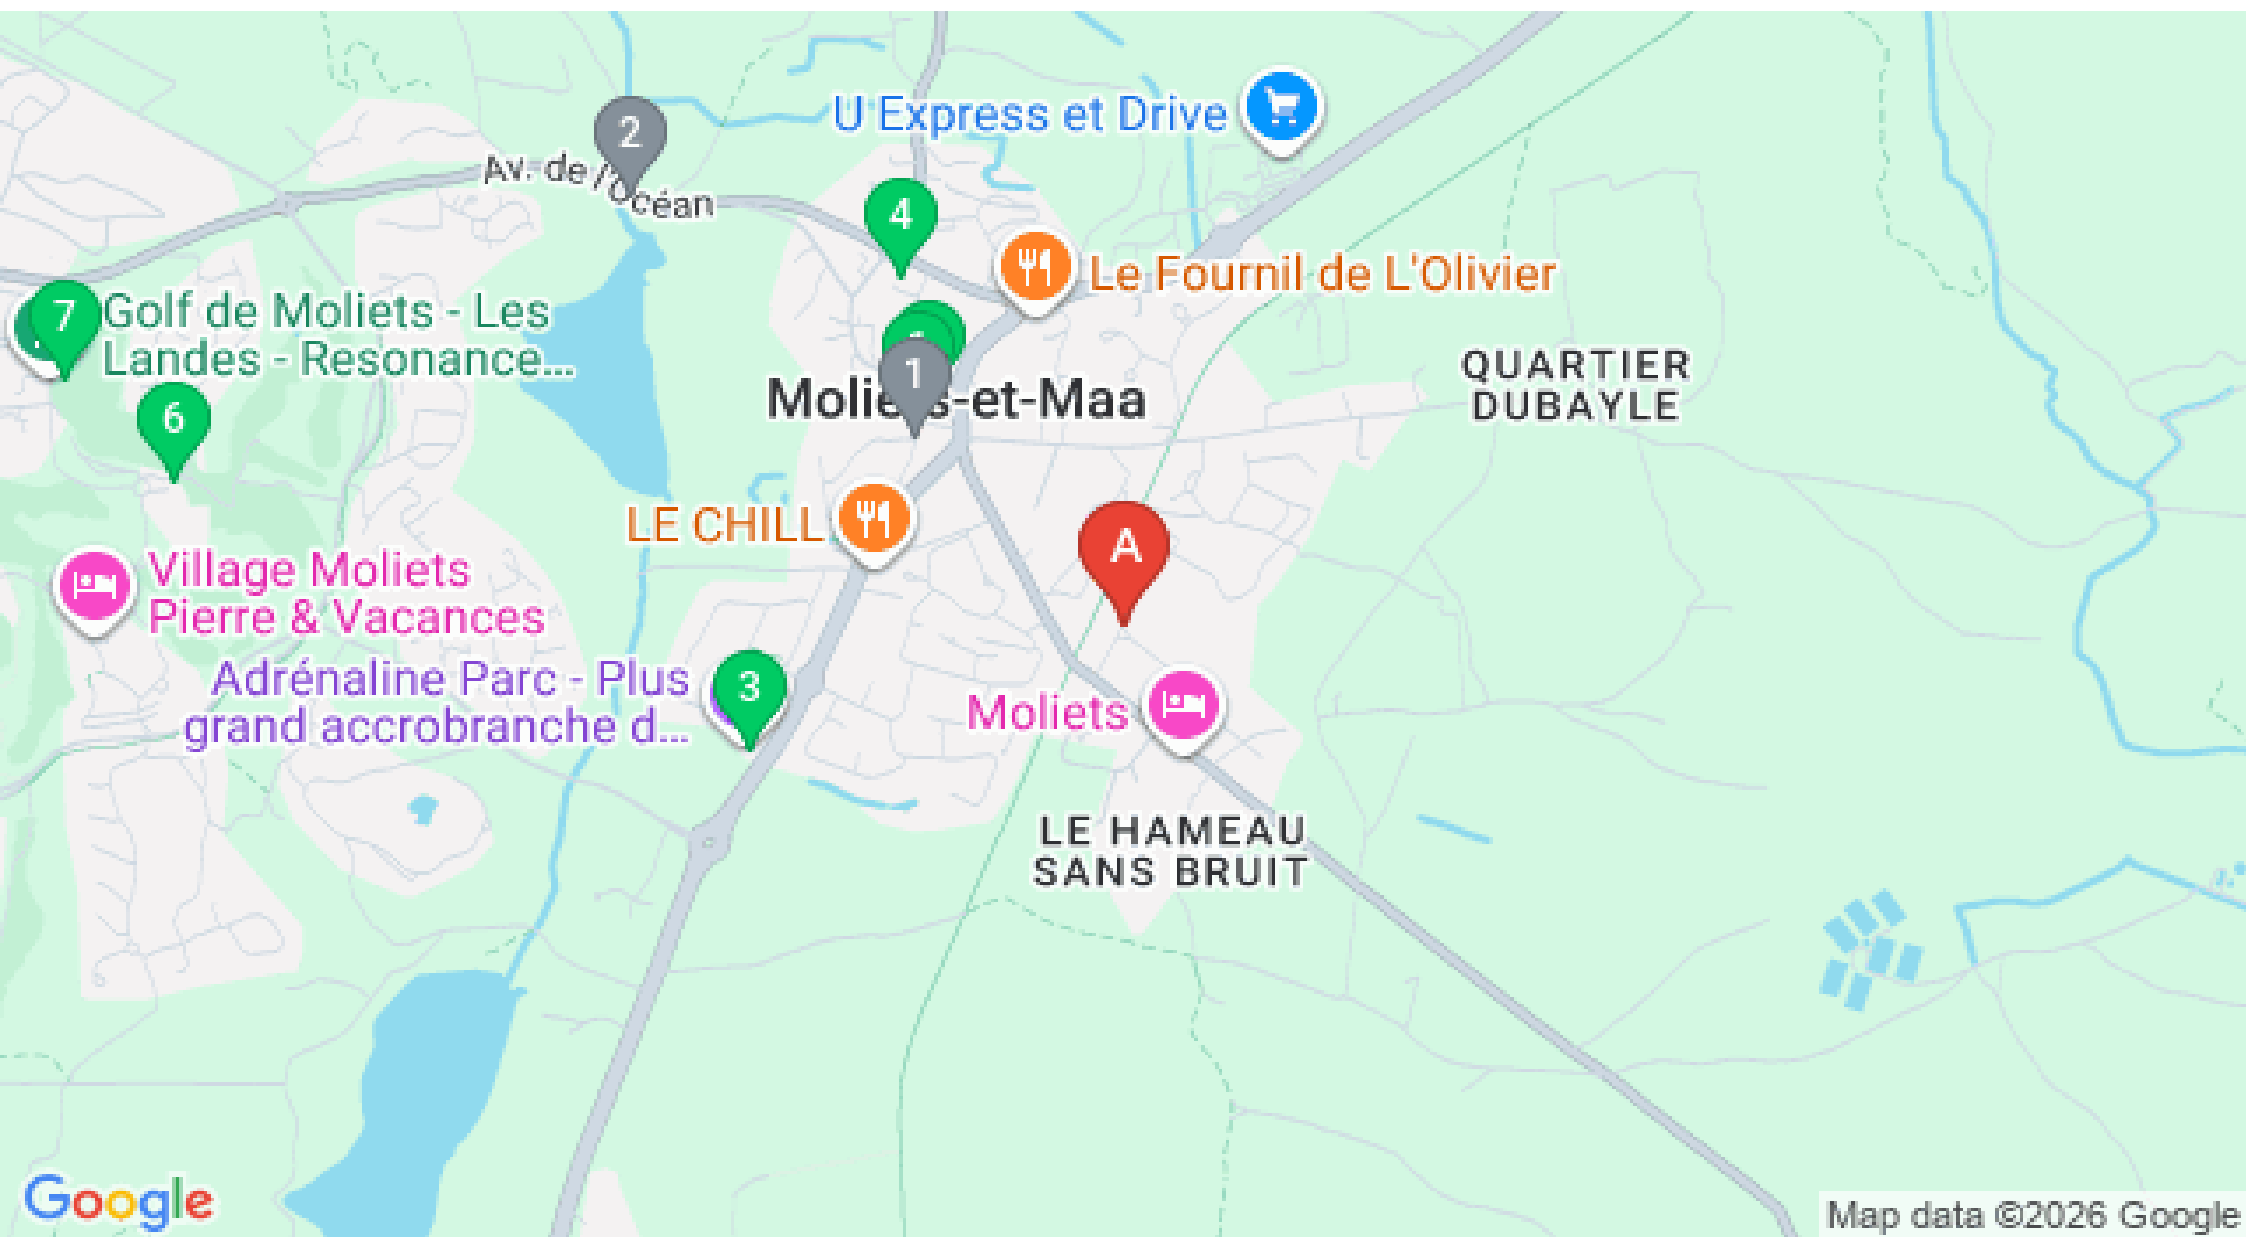 U Express et Drive
2
Av. de l'Océan
4
Le Fournil de L'Olivier
7
Golf de Moliets - Les
Landes - Resonance...
QUARTIER
DUBAYLE
1
Moliets-et-Maa
6
LE CHILL
A
Village Moliets
Pierre & Vacances
Adrénaline Parc - Plus
grand accrobranche d...
3
Moliets
LE HAMEAU
SANS BRUIT
Google
Map data ©2026 Google